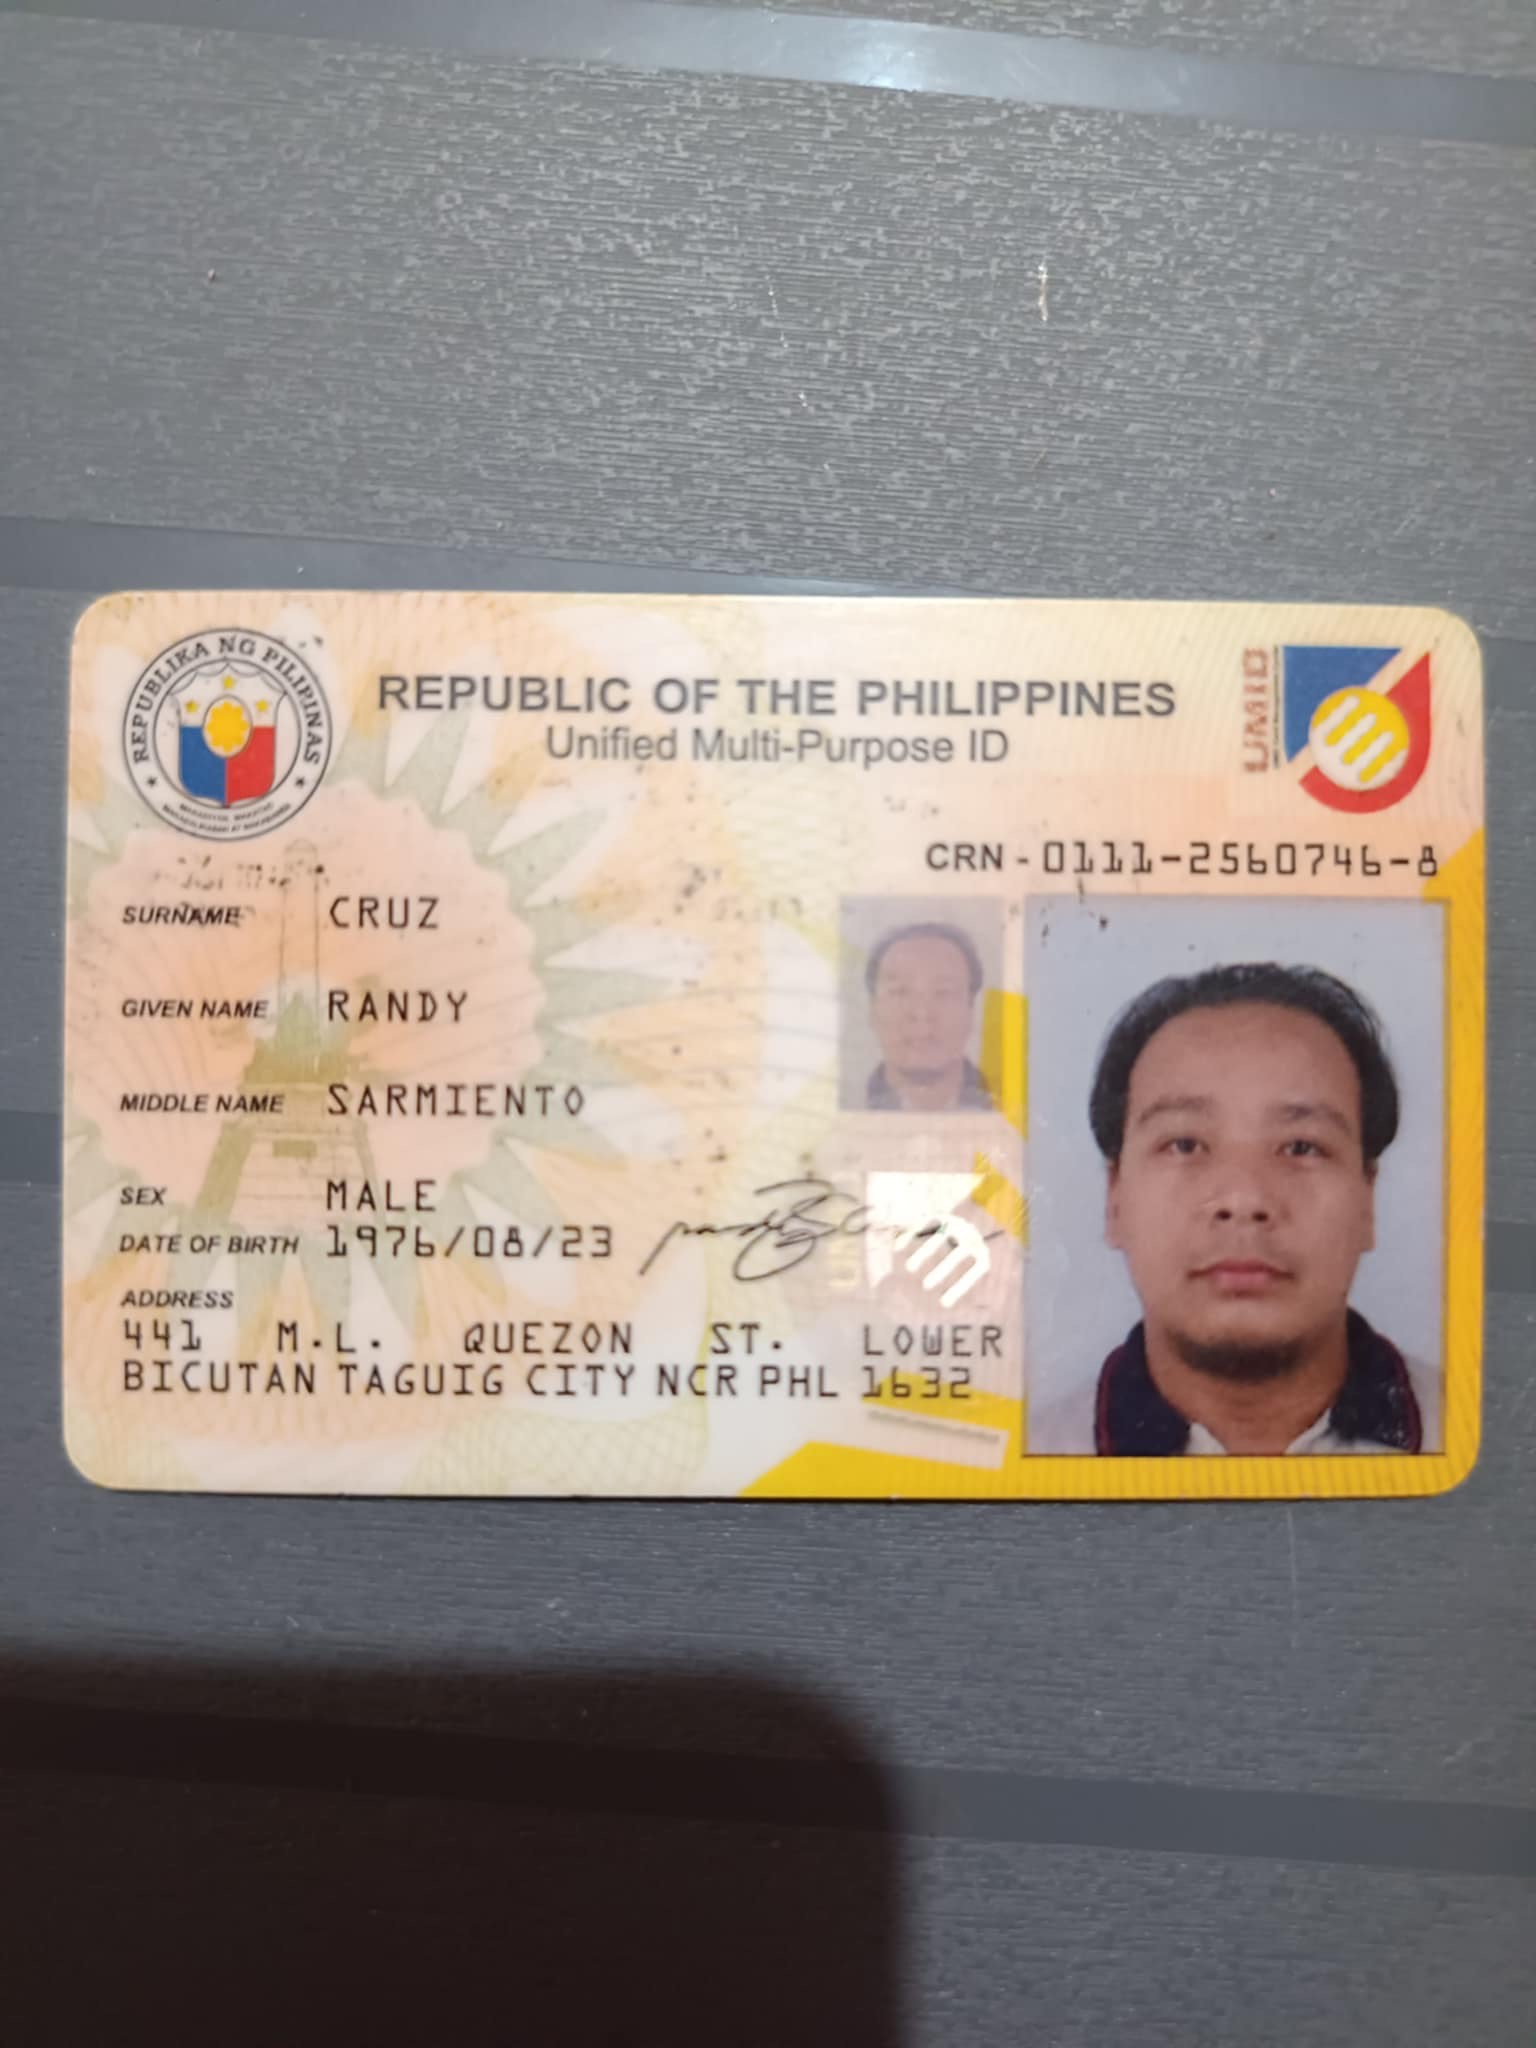 REPUBLIKA NG PILIPINAS
REPUBLIC OF THE PHILIPPINES
Unified Multi-Purpose ID
UMID
CRN - 0111-2560746-8
SURNAME CRUZ
GIVEN NAME RANDY
MIDDLE NAME SARMIENTO
SEX MALE
DATE OF BIRTH 1976/08/23
ADDRESS
441 M.L. QUEZON ST. LOWER
BICUTAN TAGUIG CITY NCR PHL 1632